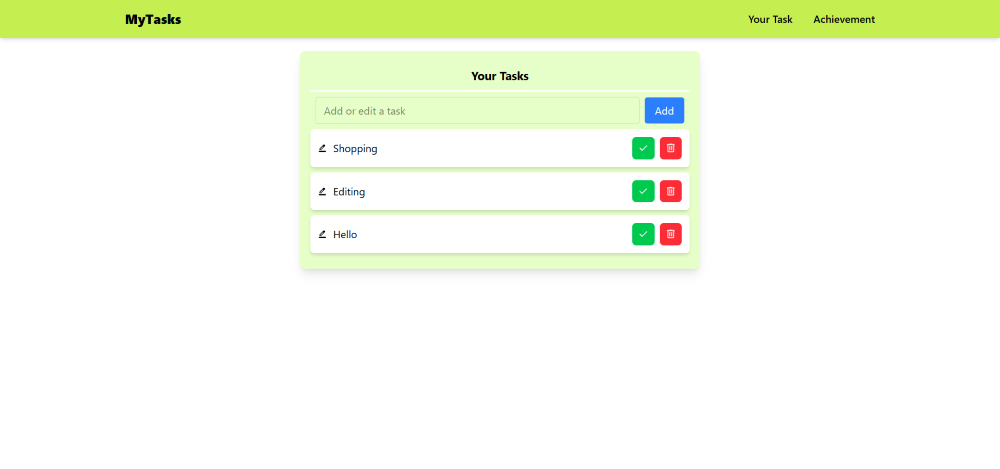 MyTasks
Your Task Achievement
Your Tasks
Add or edit a task
Add
Shopping
Editing
Hello